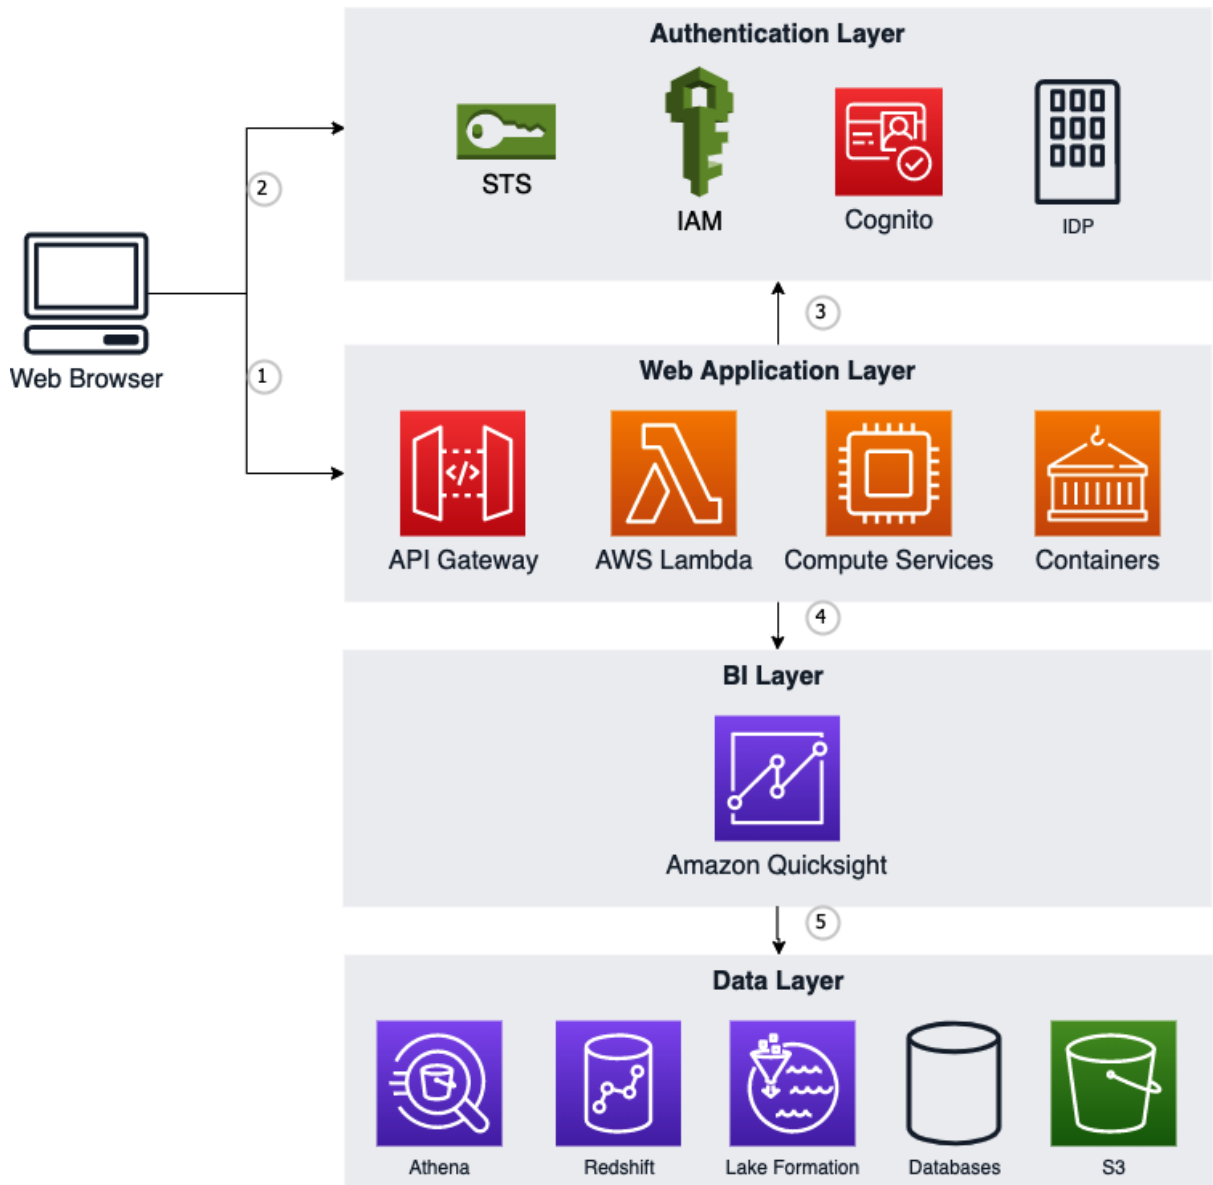 Authentication Layer
STS
IAM
Cognito
IDP
2
Web Browser
1
3
Web Application Layer
</>
API Gateway
AWS Lambda
Compute Services
Containers
4
BI Layer
Amazon Quicksight
5
Data Layer
Athena
Redshift
Lake Formation
Databases
S3